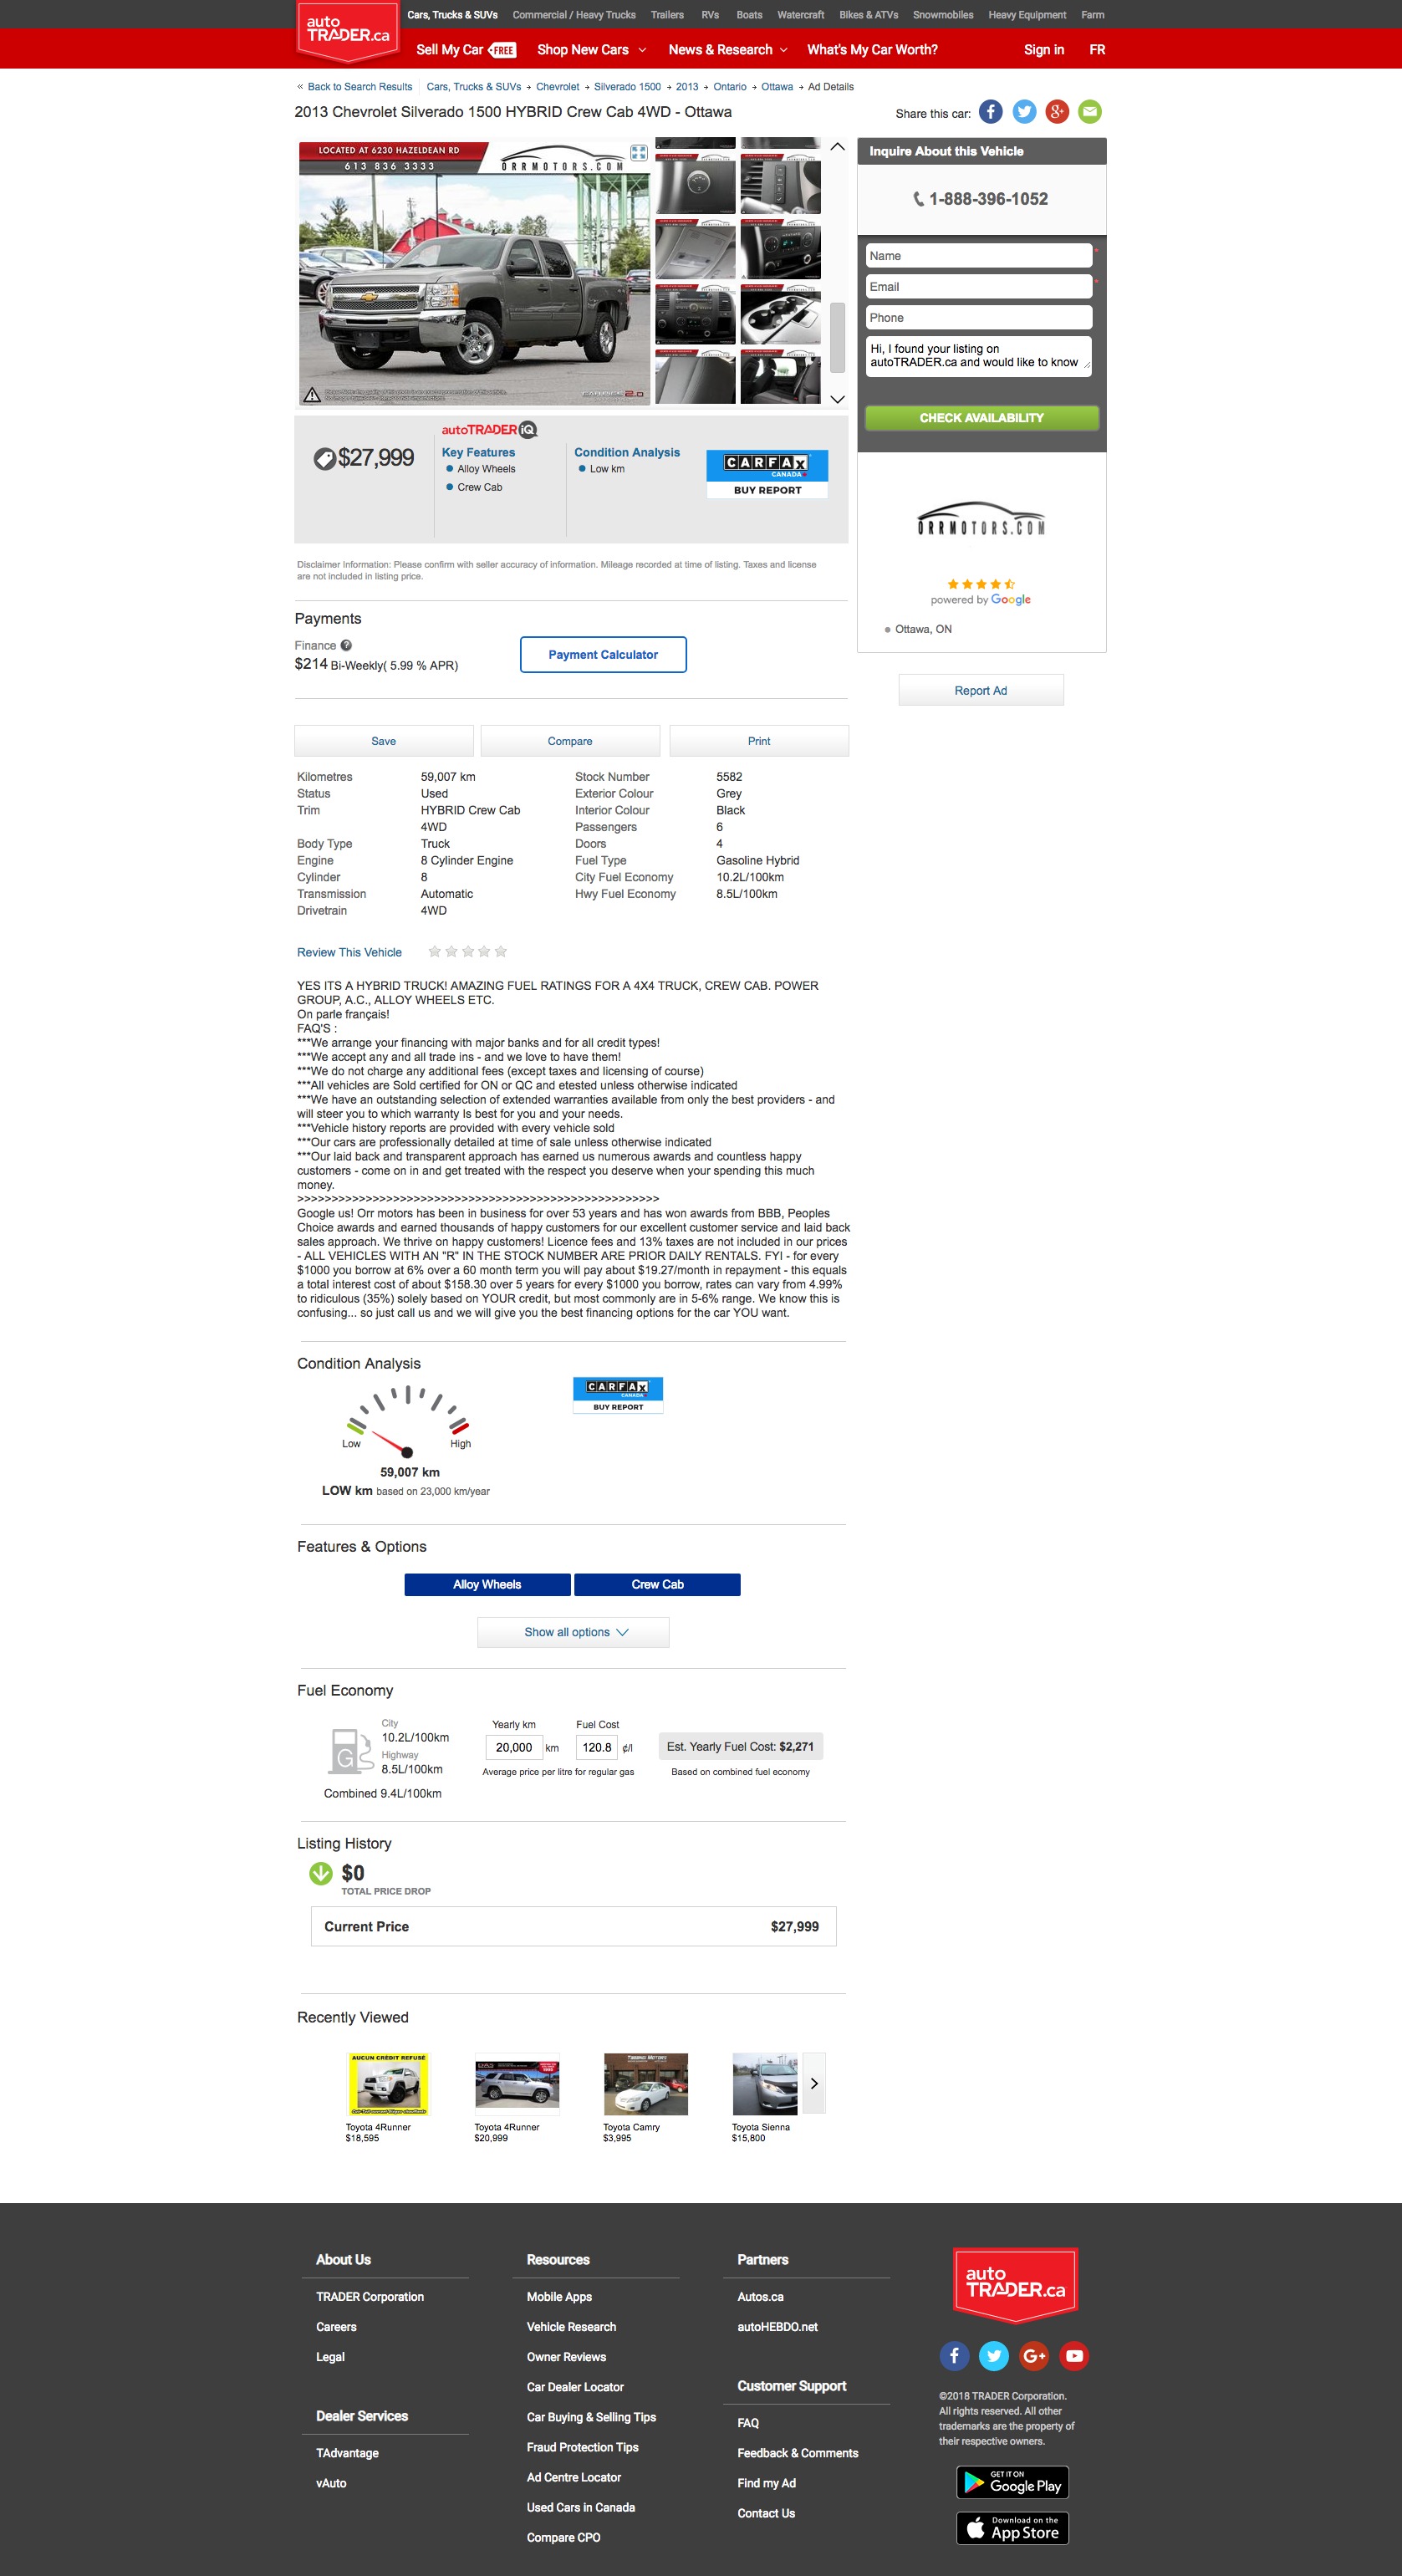 Cars, Trucks & SUVs Commercial / Heavy Trucks Trailers RVs Boats Watercraft Bikes & ATVs Snowmobiles Heavy Equipment Farm
auto
TRADER.ca
Sell My Car FREE Shop New Cars News & Research What's My Car Worth? Sign in FR
« Back to Search Results Cars, Trucks & SUVs Chevrolet Silverado 1500 2013 Ontario Ottawa Ad Details
2013 Chevrolet Silverado 1500 HYBRID Crew Cab 4WD - Ottawa
Share this car:
LOCATED AT 6230 HAZELDEAN RD
613 836 3333
ORRMOTORS.COM
Inquire About this Vehicle
1-888-396-1052
Name *
Email *
Phone
Hi, I found your listing on
autoTRADER.ca and would like to know
CHECK AVAILABILITY
ORRMOTORS.COM
powered by Google
Ottawa, ON
Report Ad
$27,999
autoTRADER iQ
Key Features
Alloy Wheels
Crew Cab
Condition Analysis
Low km
CARFAX
CANADA
BUY REPORT
Disclaimer Information: Please confirm with seller accuracy of information. Mileage recorded at time of listing. Taxes and license
are not included in listing price.
Payments
Finance ?
$214 Bi-Weekly( 5.99 % APR)
Payment Calculator
Save Compare Print
Kilometres 59,007 km Stock Number 5582
Status Used Exterior Colour Grey
Trim HYBRID Crew Cab Interior Colour Black
4WD Passengers 6
Body Type Truck Doors 4
Engine 8 Cylinder Engine Fuel Type Gasoline Hybrid
Cylinder 8 City Fuel Economy 10.2L/100km
Transmission Automatic Hwy Fuel Economy 8.5L/100km
Drivetrain 4WD
Review This Vehicle
YES ITS A HYBRID TRUCK! AMAZING FUEL RATINGS FOR A 4X4 TRUCK, CREW CAB. POWER
GROUP, A.C., ALLOY WHEELS ETC.
On parle français!
FAQ'S :
***We arrange your financing with major banks and for all credit types!
***We accept any and all trade ins - and we love to have them!
***We do not charge any additional fees (except taxes and licensing of course)
***All vehicles are Sold certified for ON or QC and etested unless otherwise indicated
***We have an outstanding selection of extended warranties available from only the best providers - and
will steer you to which warranty Is best for you and your needs.
***Vehicle history reports are provided with every vehicle sold
***Our cars are professionally detailed at time of sale unless otherwise indicated
***Our laid back and transparent approach has earned us numerous awards and countless happy
customers - come on in and get treated with the respect you deserve when your spending this much
money.
>>>>>>>>>>>>>>>>>>>>>>>>>>>>>>>>>>>>>>>>>>>>>>>>>>>>>
Google us! Orr motors has been in business for over 53 years and has won awards from BBB, Peoples
Choice awards and earned thousands of happy customers for our excellent customer service and laid back
sales approach. We thrive on happy customers! Licence fees and 13% taxes are not included in our prices
- ALL VEHICLES WITH AN "R" IN THE STOCK NUMBER ARE PRIOR DAILY RENTALS. FYI - for every
$1000 you borrow at 6% over a 60 month term you will pay about $19.27/month in repayment - this equals
a total interest cost of about $158.30 over 5 years for every $1000 you borrow, rates can vary from 4.99%
to ridiculous (35%) solely based on YOUR credit, but most commonly are in 5-6% range. We know this is
confusing... so just call us and we will give you the best financing options for the car YOU want.
Condition Analysis
CARFAX
CANADA
BUY REPORT
Low High
59,007 km
LOW km based on 23,000 km/year
Features & Options
Alloy Wheels Crew Cab
Show all options
Fuel Economy
G
City
10.2L/100km
Highway
8.5L/100km
Combined 9.4L/100km
Yearly km Fuel Cost
20,000 km 120.8 ¢/l
Average price per litre for regular gas
Est. Yearly Fuel Cost: $2,271
Based on combined fuel economy
Listing History
$0
TOTAL PRICE DROP
Current Price $27,999
Recently Viewed
AUCUN CRÉDIT REFUSÉ
Toyota 4Runner
$18,595
Toyota 4Runner
$20,999
Toyota Camry
$3,995
Toyota Sienna
$15,800
About Us
TRADER Corporation
Careers
Legal
Dealer Services
TAdvantage
vAuto
Resources
Mobile Apps
Vehicle Research
Owner Reviews
Car Dealer Locator
Car Buying & Selling Tips
Fraud Protection Tips
Ad Centre Locator
Used Cars in Canada
Compare CPO
Partners
Autos.ca
autoHEBDO.net
Customer Support
FAQ
Feedback & Comments
Find my Ad
Contact Us
auto
TRADER.ca
©2018 TRADER Corporation.
All rights reserved. All other
trademarks are the property of
their respective owners.
GET IT ON
Google Play
Download on the
App Store